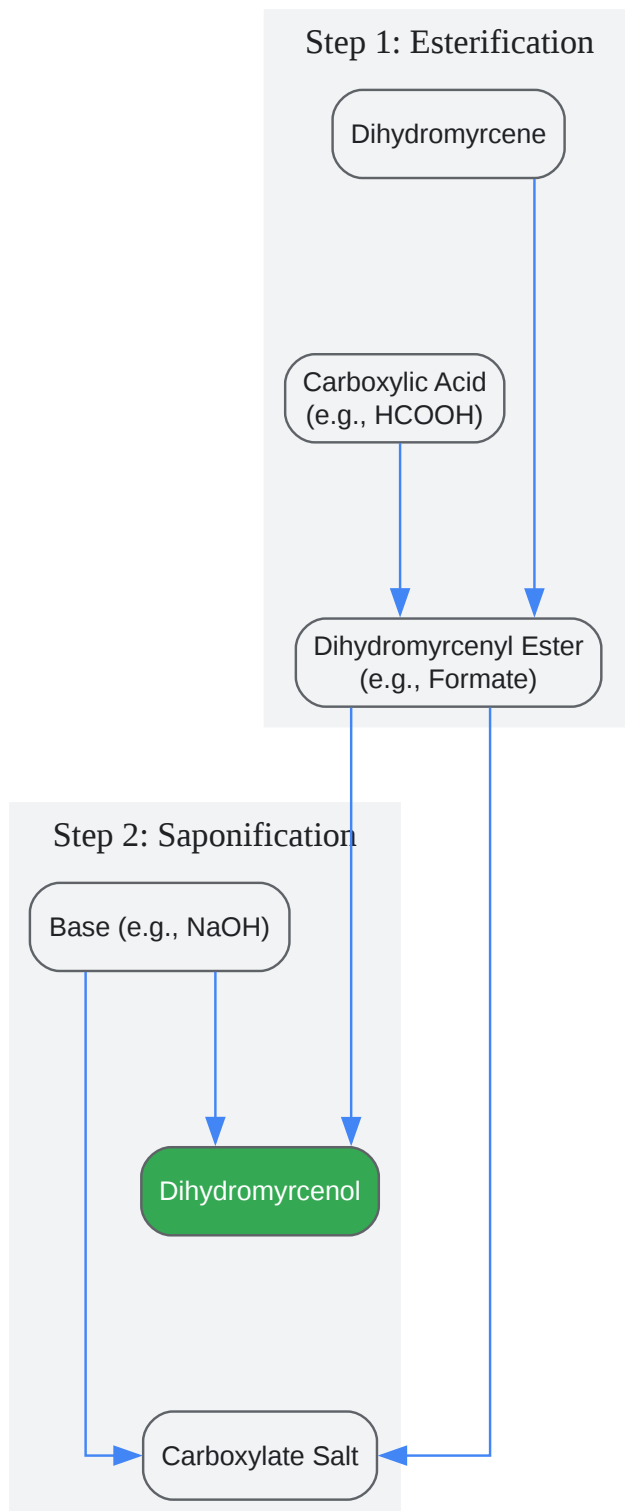 Step 1: Esterification
Dihydromyrcene
Carboxylic Acid
(e.g., HCOOH)
Dihydromyrcenyl Ester
(e.g., Formate)
Step 2: Saponification
Base (e.g., NaOH)
Dihydromyrcenol
Carboxylate Salt